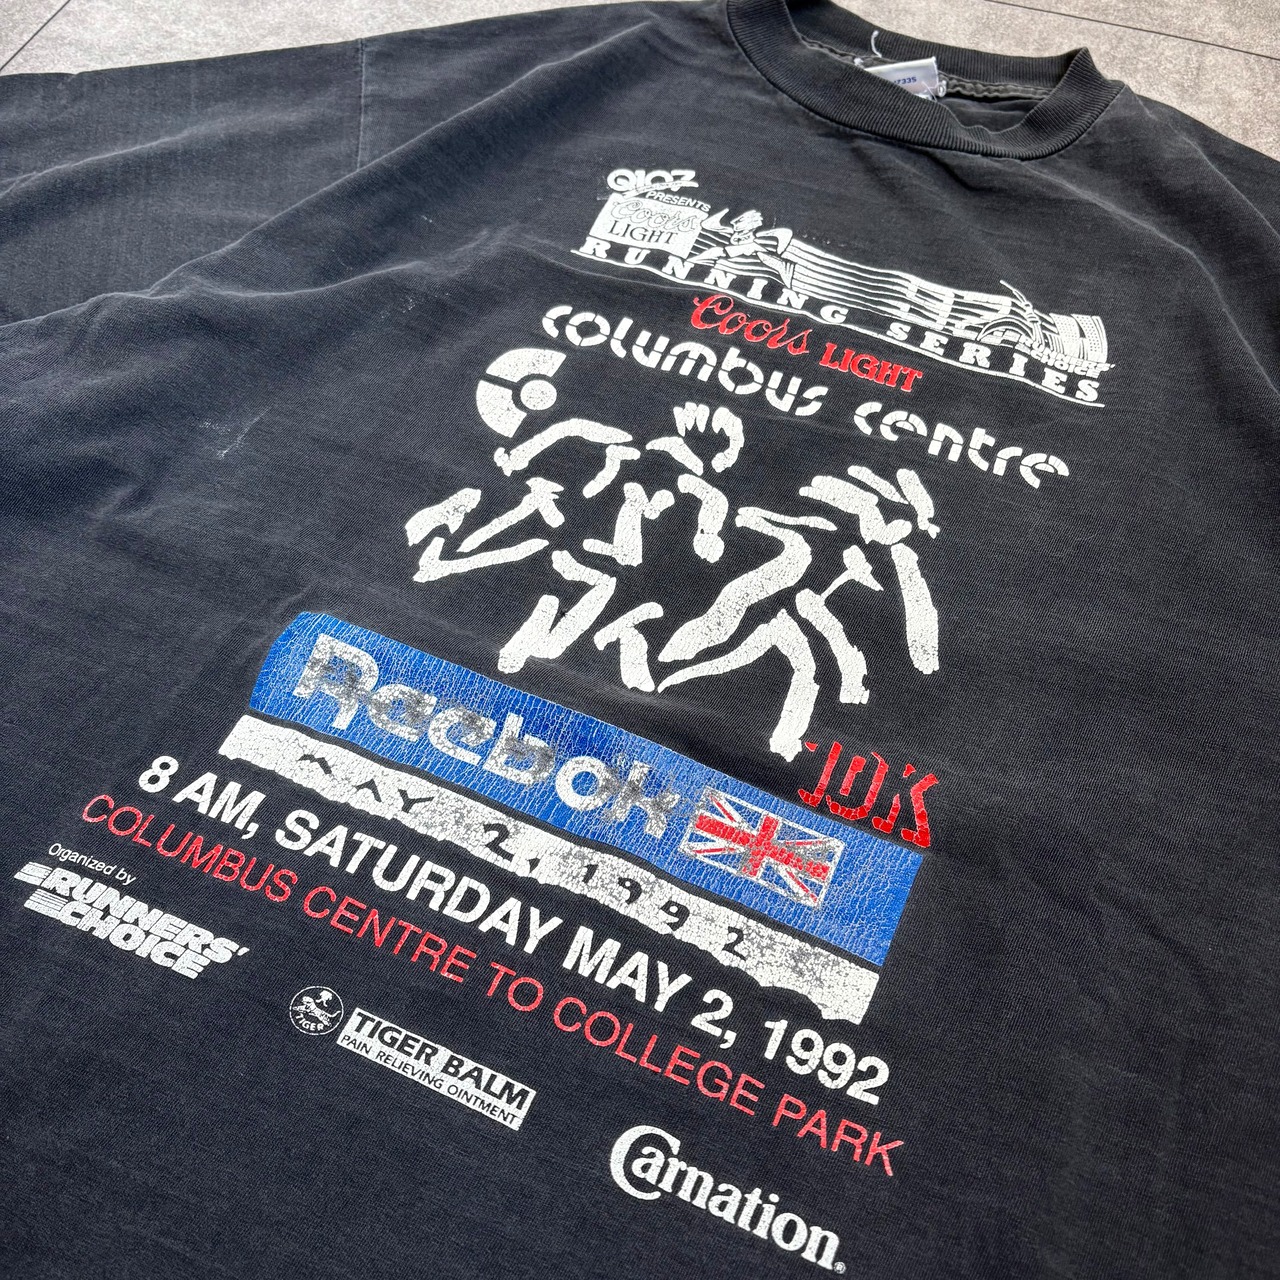 Q107
PRESENTS
Coors
LIGHT
RUNNING SERIES
Coors LIGHT
columbus centre
10K
Reebok
MAY 2, 1992
8 AM, SATURDAY MAY 2, 1992
COLUMBUS CENTRE TO COLLEGE PARK
Organized by
RUNNERS'
CHOICE
TIGER
TIGER BALM
PAIN RELIEVING OINTMENT
Carnation®